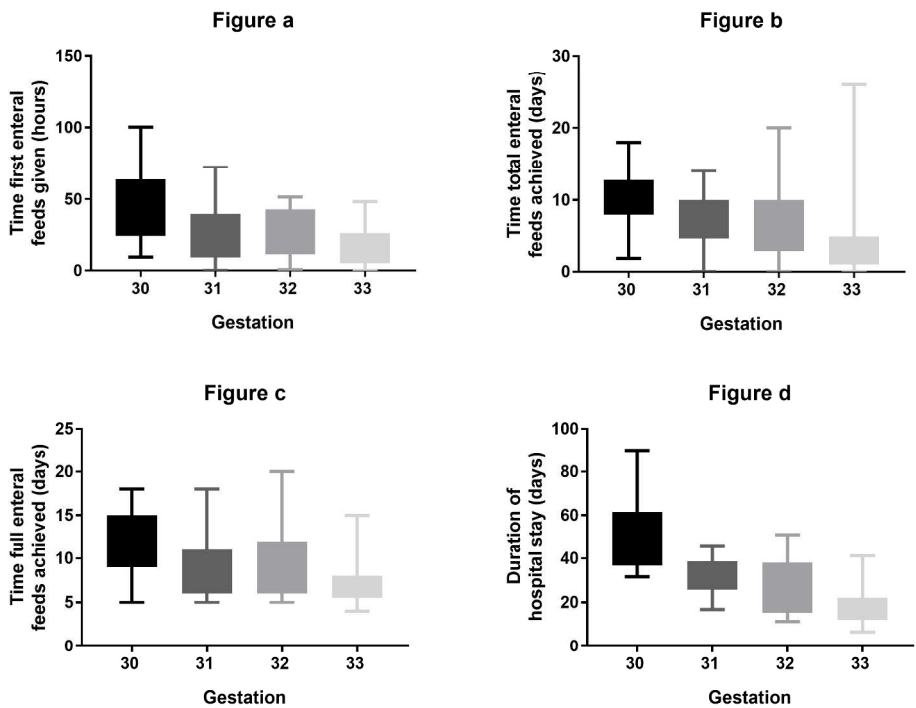 Figure a
Time first enteral
feeds given (hours)
150
100
50
0
30 31 32 33
Gestation
Figure b
Time total enteral
feeds achieved (days)
30
20
10
0
30 31 32 33
Gestation
Figure c
Time full enteral
feeds achieved (days)
25
20
15
10
5
0
30 31 32 33
Gestation
Figure d
Duration of
hospital stay (days)
100
80
60
40
20
0
30 31 32 33
Gestation